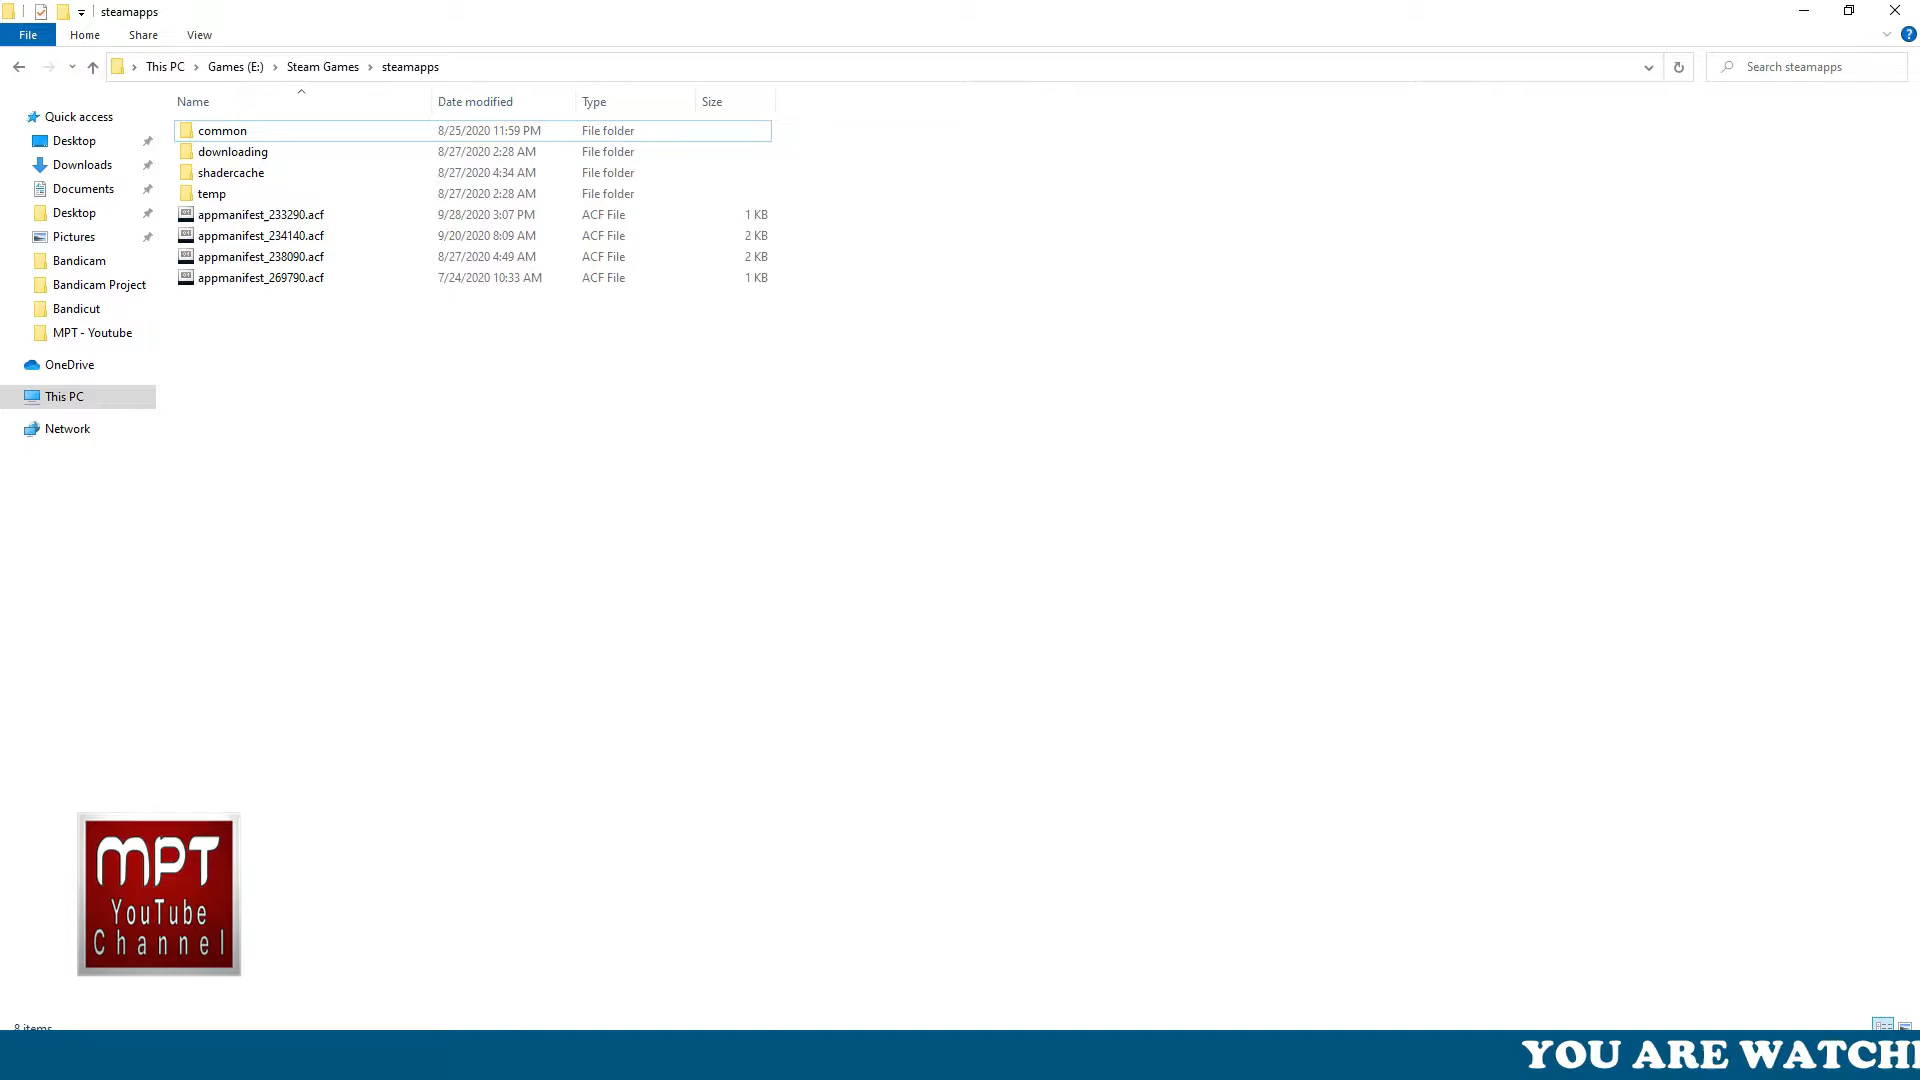 steamapps
File Home Share View
This PC Games (E:) Steam Games steamapps
Search steamapps
Name Date modified Type Size
Quick access
Desktop
Downloads
Documents
Desktop
Pictures
Bandicam
Bandicam Project
Bandicut
MPT - Youtube
OneDrive
This PC
Network
common 8/25/2020 11:59 PM File folder
downloading 8/27/2020 2:28 AM File folder
shadercache 8/27/2020 4:34 AM File folder
temp 8/27/2020 2:28 AM File folder
appmanifest_233290.acf 9/28/2020 3:07 PM ACF File 1 KB
appmanifest_234140.acf 9/20/2020 8:09 AM ACF File 2 KB
appmanifest_238090.acf 8/27/2020 4:49 AM ACF File 2 KB
appmanifest_269790.acf 7/24/2020 10:33 AM ACF File 1 KB
MPT
YouTube
Channel
8 items
YOU ARE WATCHI